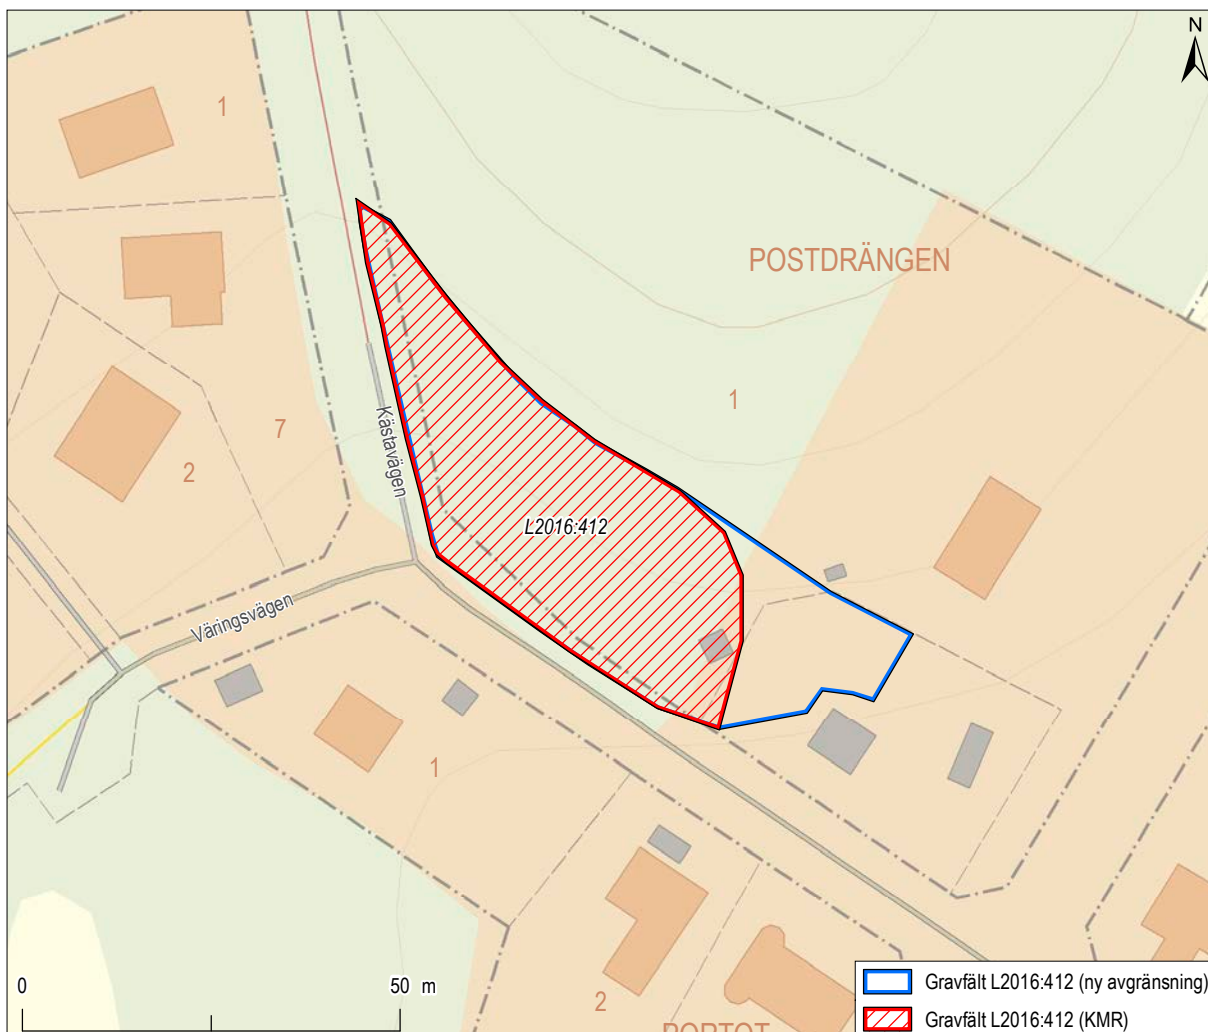 N
1
POSTDRÄNGEN
1
7
2
Kästavägen
L2016:412
Väringsvägen
1
0
50 m
2
PORTOT
Gravfält L2016:412 (ny avgränsning)
Gravfält L2016:412 (KMR)